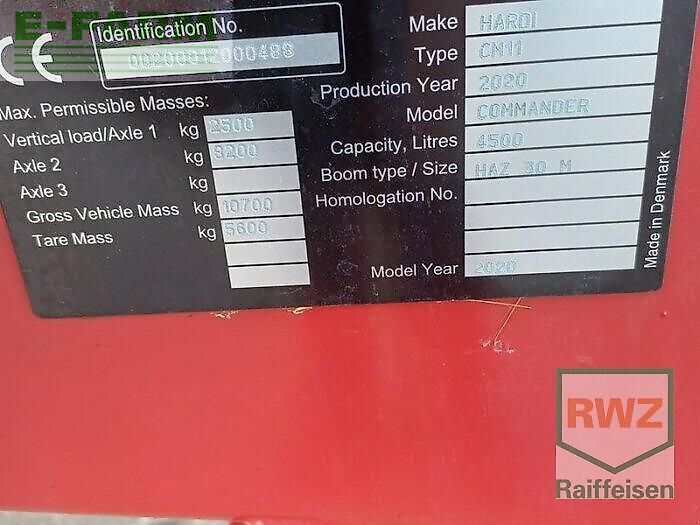 E-FARM
CE
Identification No.
00200012000488
Max. Permissible Masses:
Vertical load/Axle 1 kg 2500
Axle 2 kg 8200
Axle 3 kg
Gross Vehicle Mass kg 10700
Tare Mass kg 5600
Make HARDI
Type CM11
Production Year 2020
Model COMMANDER
Capacity, Litres 4500
Boom type / Size HAZ 30 M
Homologation No.
Model Year 2020
Made in Denmark
RWZ
Raiffeisen